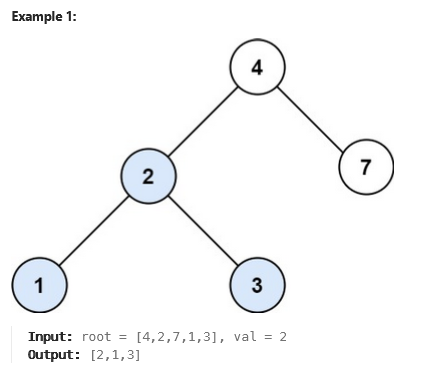 Example 1:
4
2
7
1
3
Input: root = [4,2,7,1,3], val = 2
Output: [2,1,3]